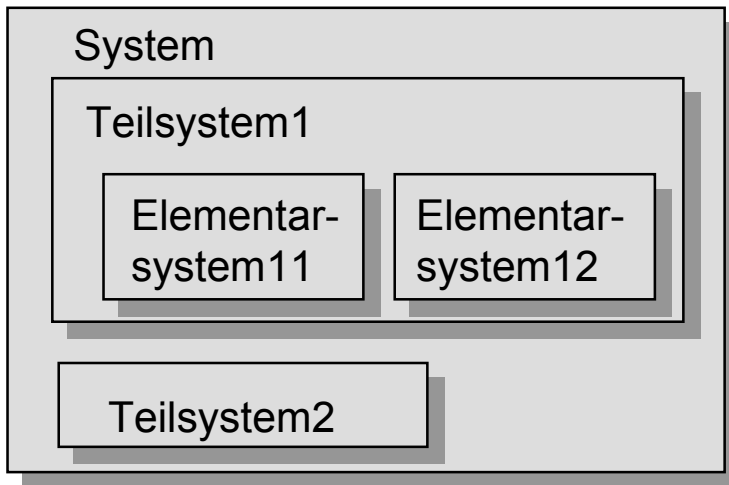 System
Teilsystem1
Elementar-
system11
Elementar-
system12
Teilsystem2